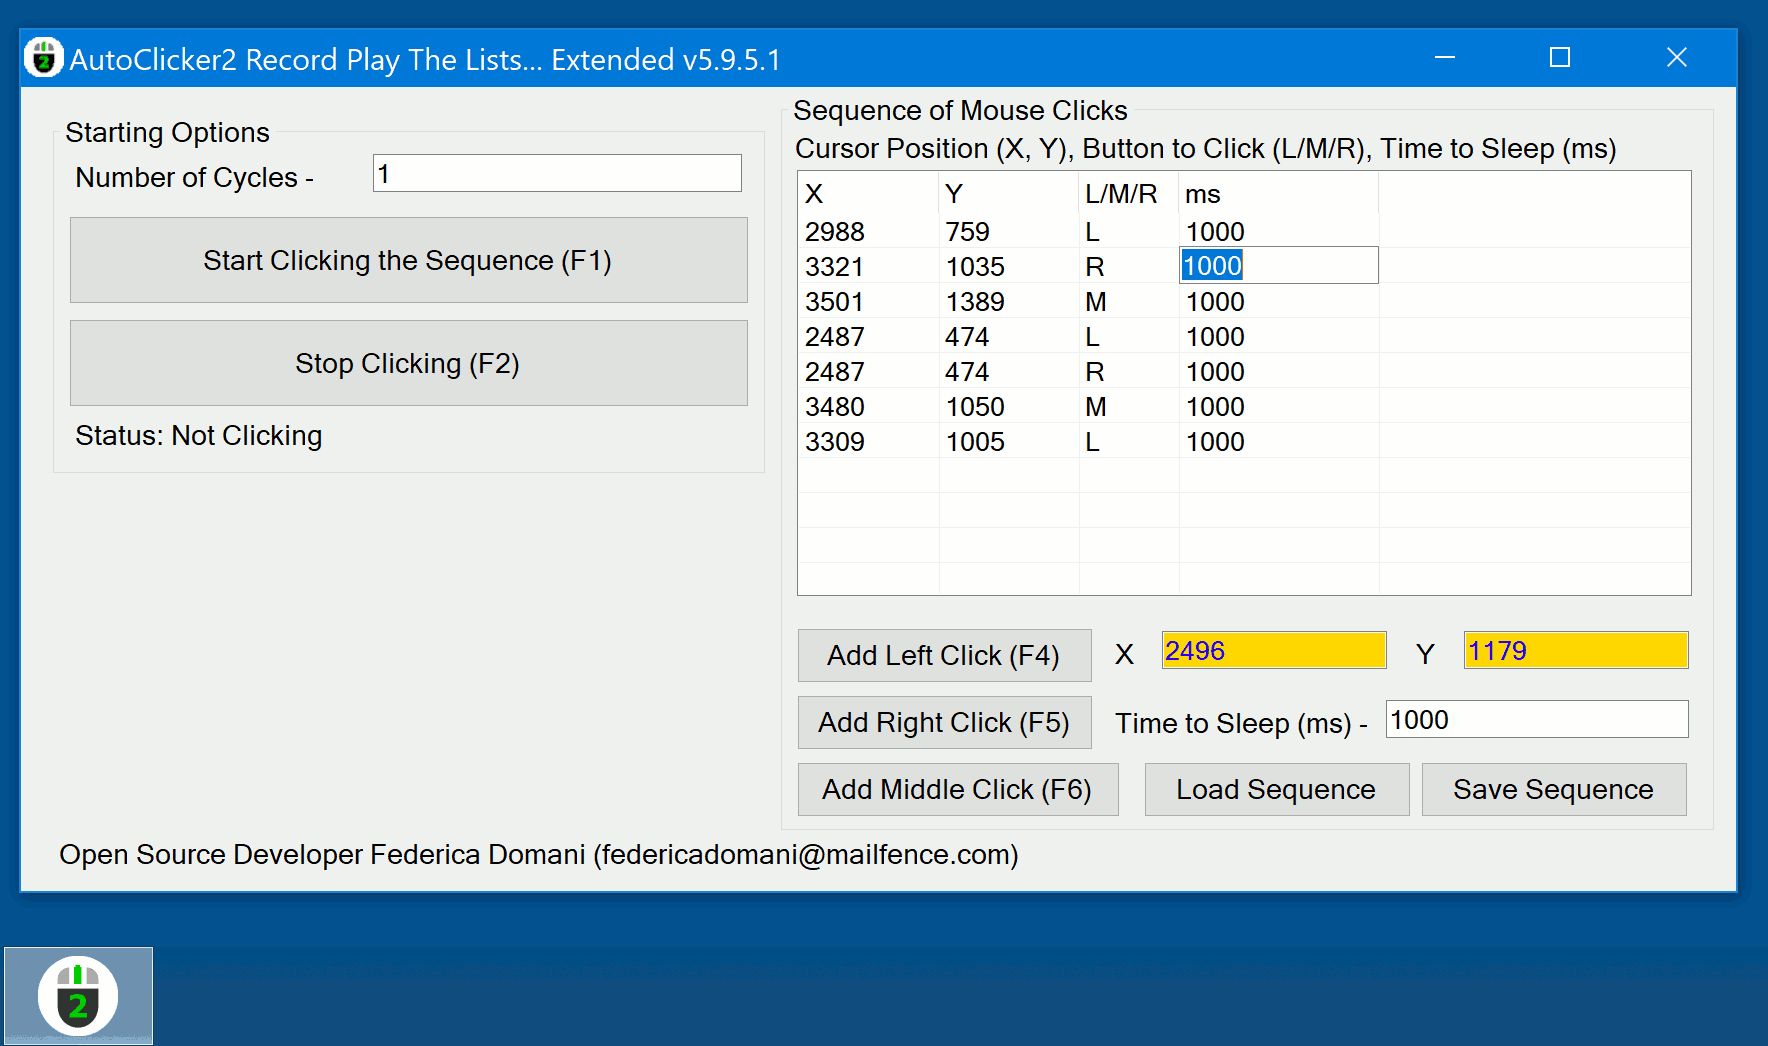 AutoClicker2 Record Play The Lists... Extended v5.9.5.1
Starting Options
Number of Cycles - 1
Start Clicking the Sequence (F1)
Stop Clicking (F2)
Status: Not Clicking
Sequence of Mouse Clicks
Cursor Position (X, Y), Button to Click (L/M/R), Time to Sleep (ms)
X Y L/M/R ms
2988 759 L 1000
3321 1035 R 1000
3501 1389 M 1000
2487 474 L 1000
2487 474 R 1000
3480 1050 M 1000
3309 1005 L 1000
Add Left Click (F4) X 2496 Y 1179
Add Right Click (F5) Time to Sleep (ms) - 1000
Add Middle Click (F6) Load Sequence Save Sequence
Open Source Developer Federica Domani (federicadomani@mailfence.com)
2